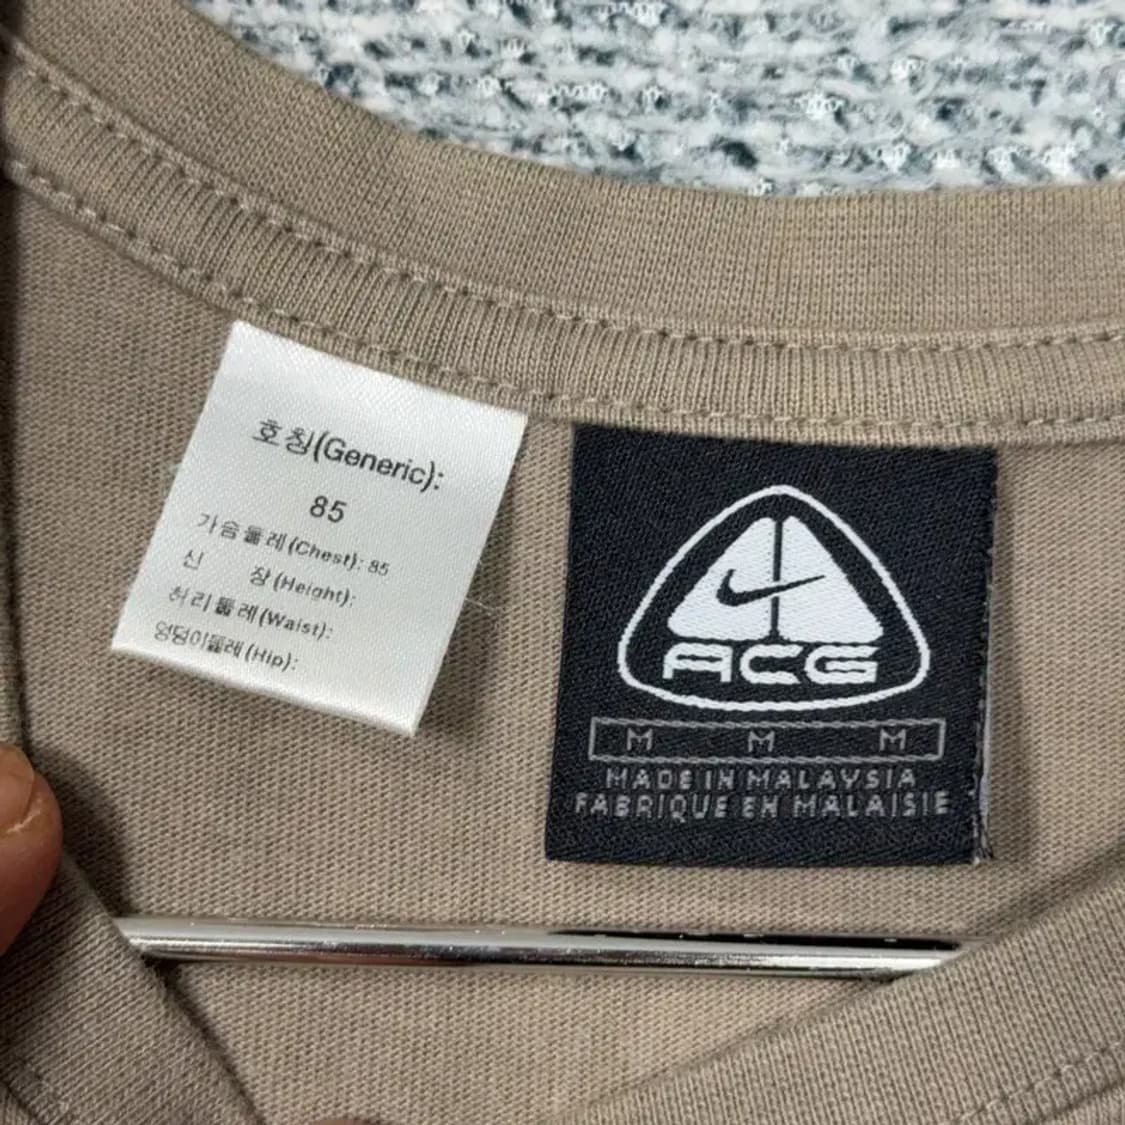 호칭(Generic):
85
가슴둘레(Chest): 85
신 장(Height):
허리둘레(Waist):
엉덩이둘레(Hip):
ACG
M M M
MADE IN MALAYSIA
FABRIQUE EN MALAISIE